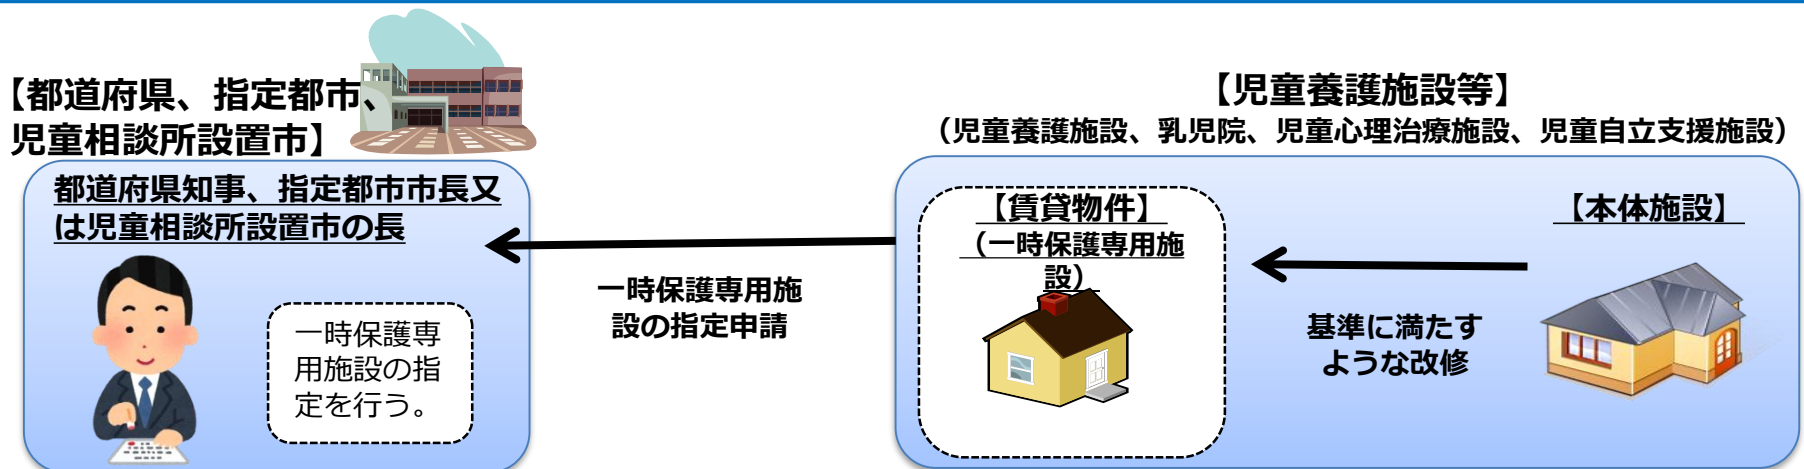 【都道府県、指定都市、
児童相談所設置市】
都道府県知事、指定都市市長又
は児童相談所設置市の長
一時保護専
用施設の指
定を行う。
一時保護専用施
設の指定申請
【児童養護施設等】
（児童養護施設、乳児院、児童心理治療施設、児童自立支援施設）
【賃貸物件】
（一時保護専用施
設）
基準に満たす
ような改修
【本体施設】